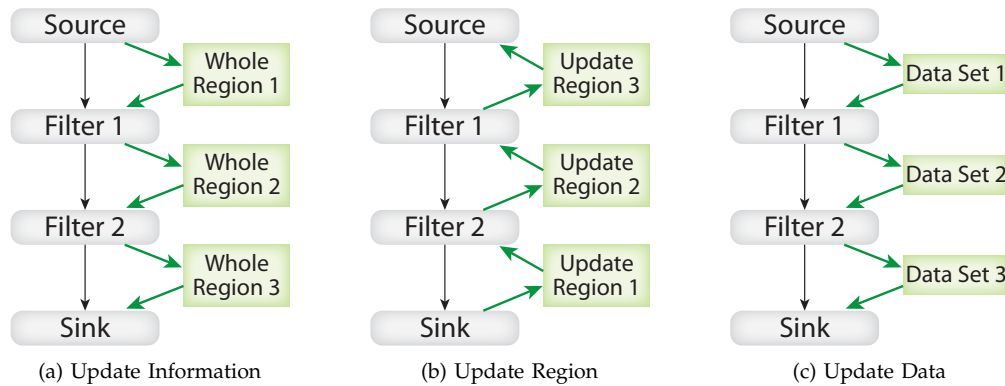 Source
Whole
Region 1
Filter 1
Whole
Region 2
Filter 2
Whole
Region 3
Sink
(a) Update Information
Source
Update
Region 3
Filter 1
Update
Region 2
Filter 2
Update
Region 1
Sink
(b) Update Region
Source
Data Set 1
Filter 1
Data Set 2
Filter 2
Data Set 3
Sink
(c) Update Data